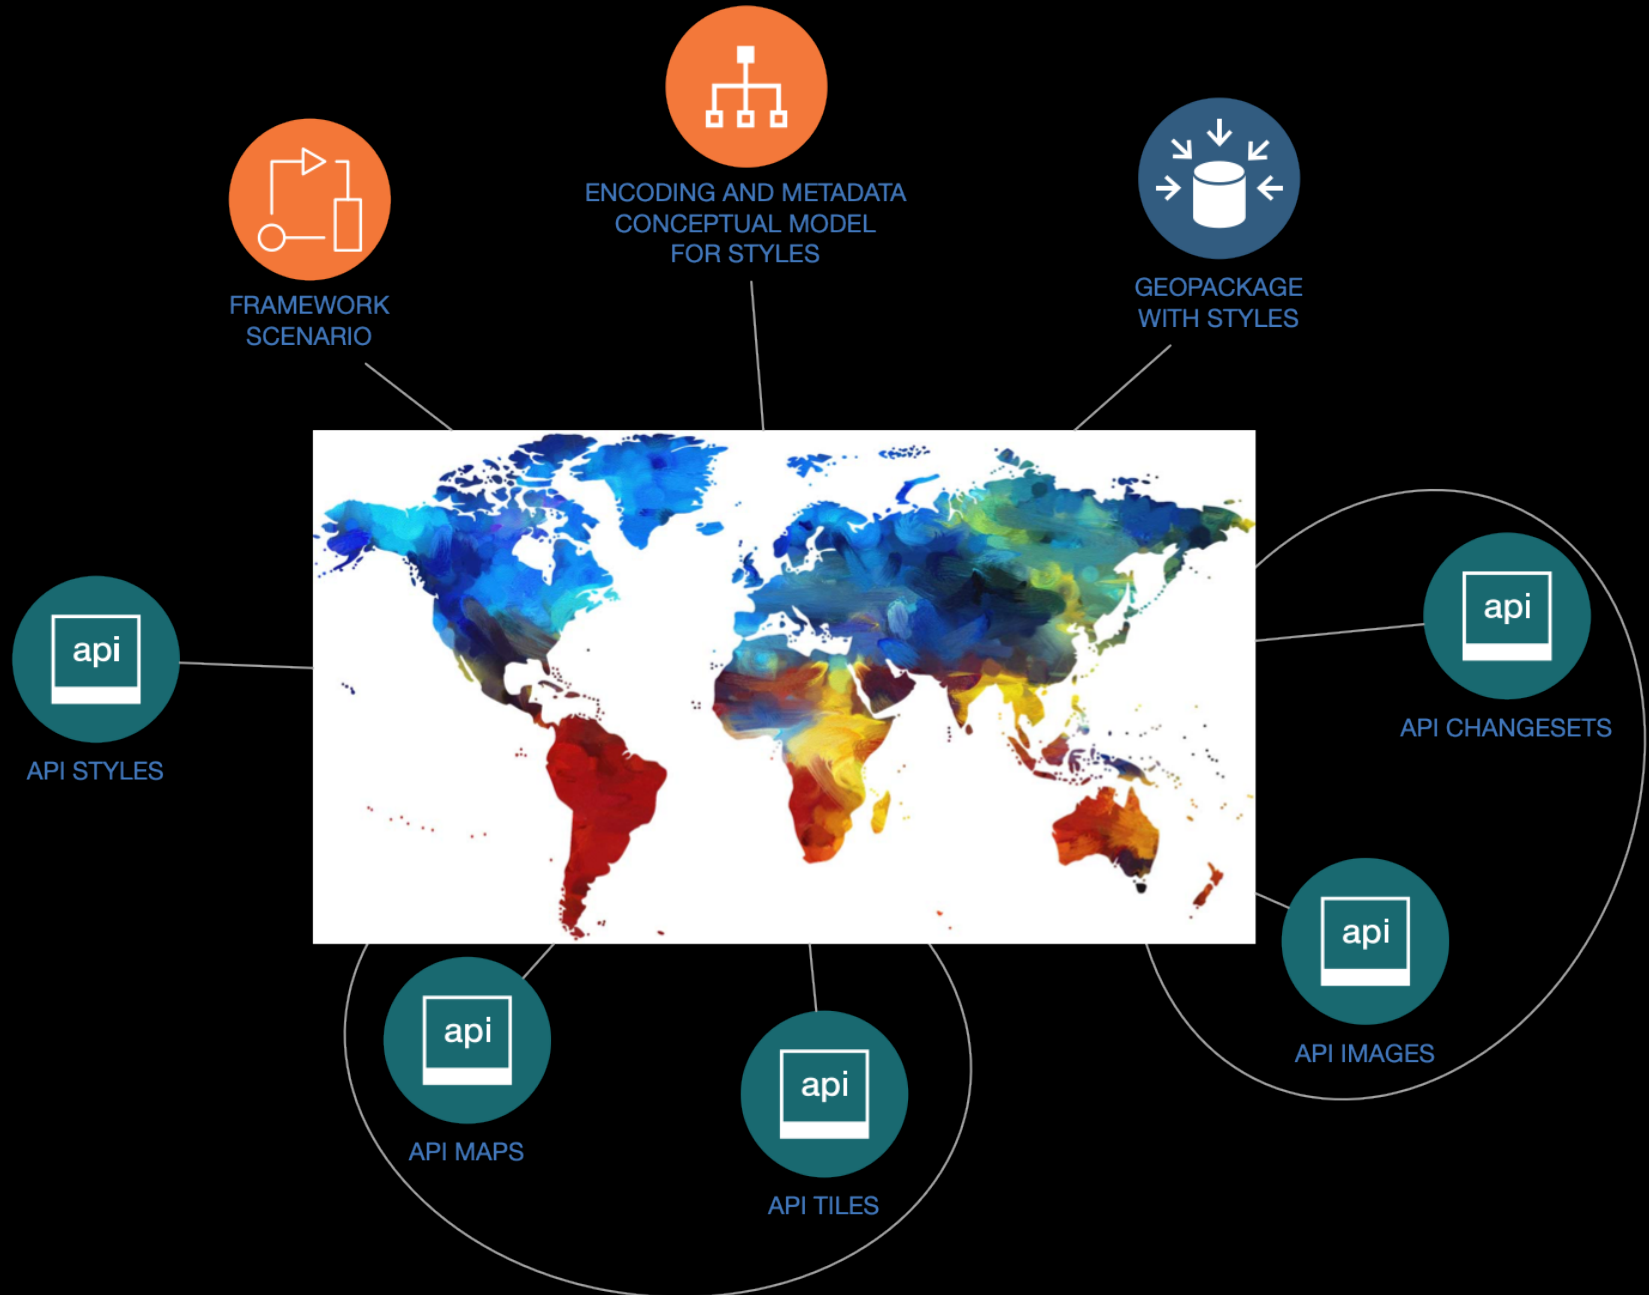 ENCODING AND METADATA
CONCEPTUAL MODEL
FOR STYLES
GEOPACKAGE
WITH STYLES
FRAMEWORK
SCENARIO
api
API CHANGESETS
api
API STYLES
api
API IMAGES
api
API MAPS
api
API TILES